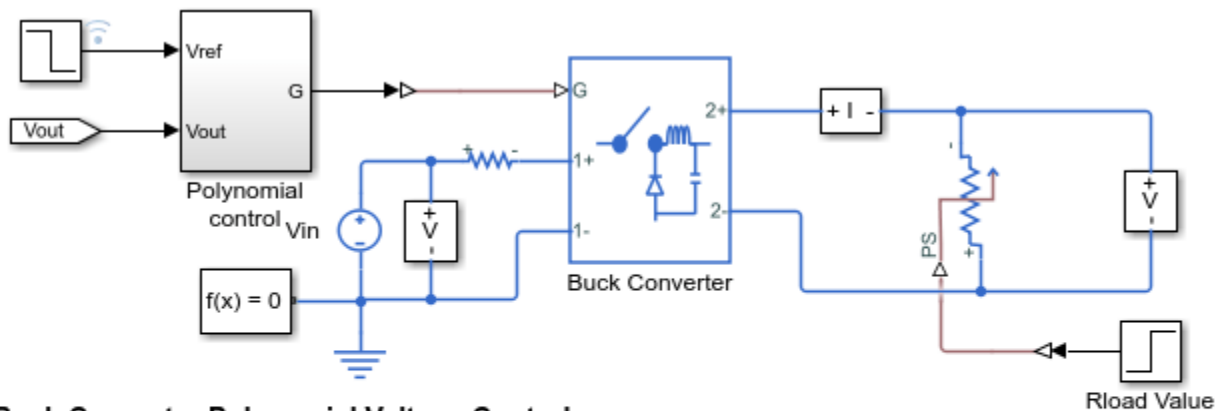 Vref
G
Vout
Vout
Polynomial
control
Vin
+ -
+
V
-
+
-
f(x) = 0
G
1+
1-
2+
2-
Buck Converter
+ I -
-
+
PS
+
V
-
Rload Value